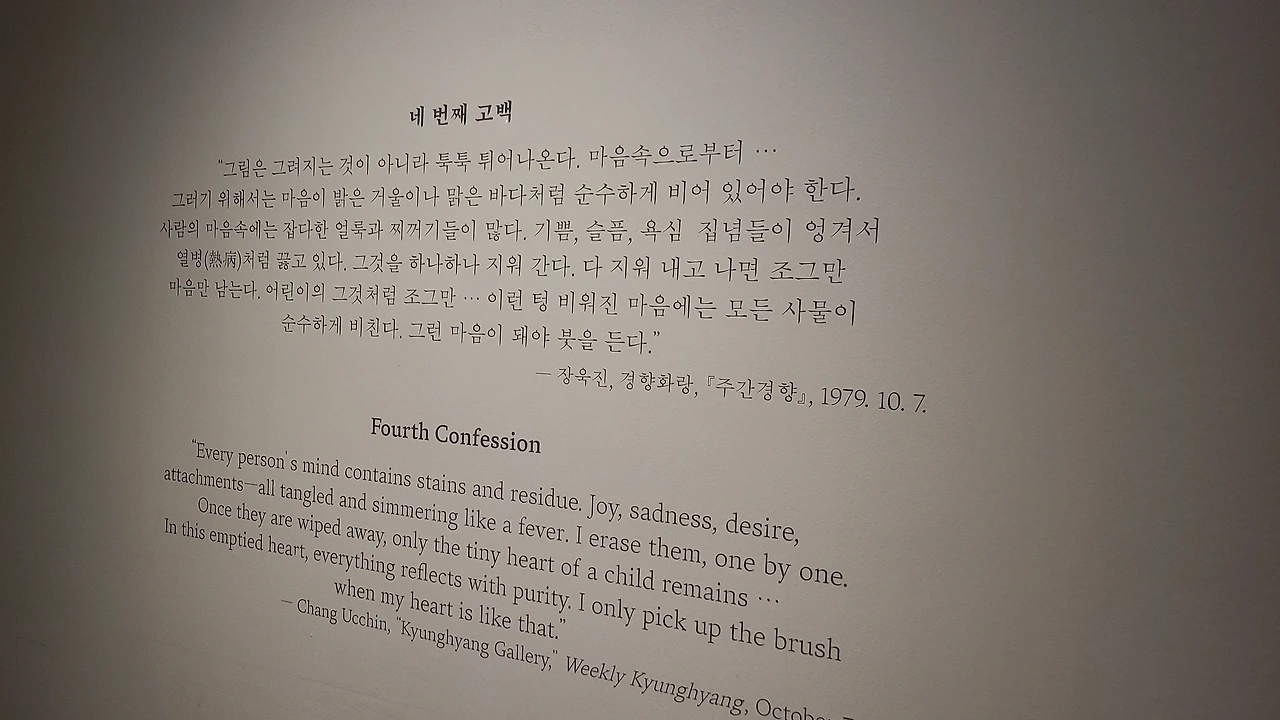 네 번째 고백
“그림은 그려지는 것이 아니라 툭툭 튀어나온다. 마음속으로부터 …
그러기 위해서는 마음이 밝은 거울이나 맑은 바다처럼 순수하게 비어 있어야 한다.
사람의 마음속에는 잡다한 얼룩과 찌꺼기들이 많다. 기쁨, 슬픔, 욕심 집념들이 엉겨서
열병(熱病)처럼 끓고 있다. 그것을 하나하나 지워 간다. 다 지워 내고 나면 조그만
마음만 남는다. 어린이의 그것처럼 조그만 … 이런 텅 비워진 마음에는 모든 사물이
순수하게 비친다. 그런 마음이 돼야 붓을 든다.”
— 장욱진, 경향화랑, 『주간경향』, 1979. 10. 7.
Fourth Confession
“Every person's mind contains stains and residue. Joy, sadness, desire,
attachments—all tangled and simmering like a fever. I erase them, one by one.
Once they are wiped away, only the tiny heart of a child remains …
In this emptied heart, everything reflects with purity. I only pick up the brush
when my heart is like that.”
— Chang Ucchin, “Kyunghyang Gallery,” Weekly Kyunghyang, October